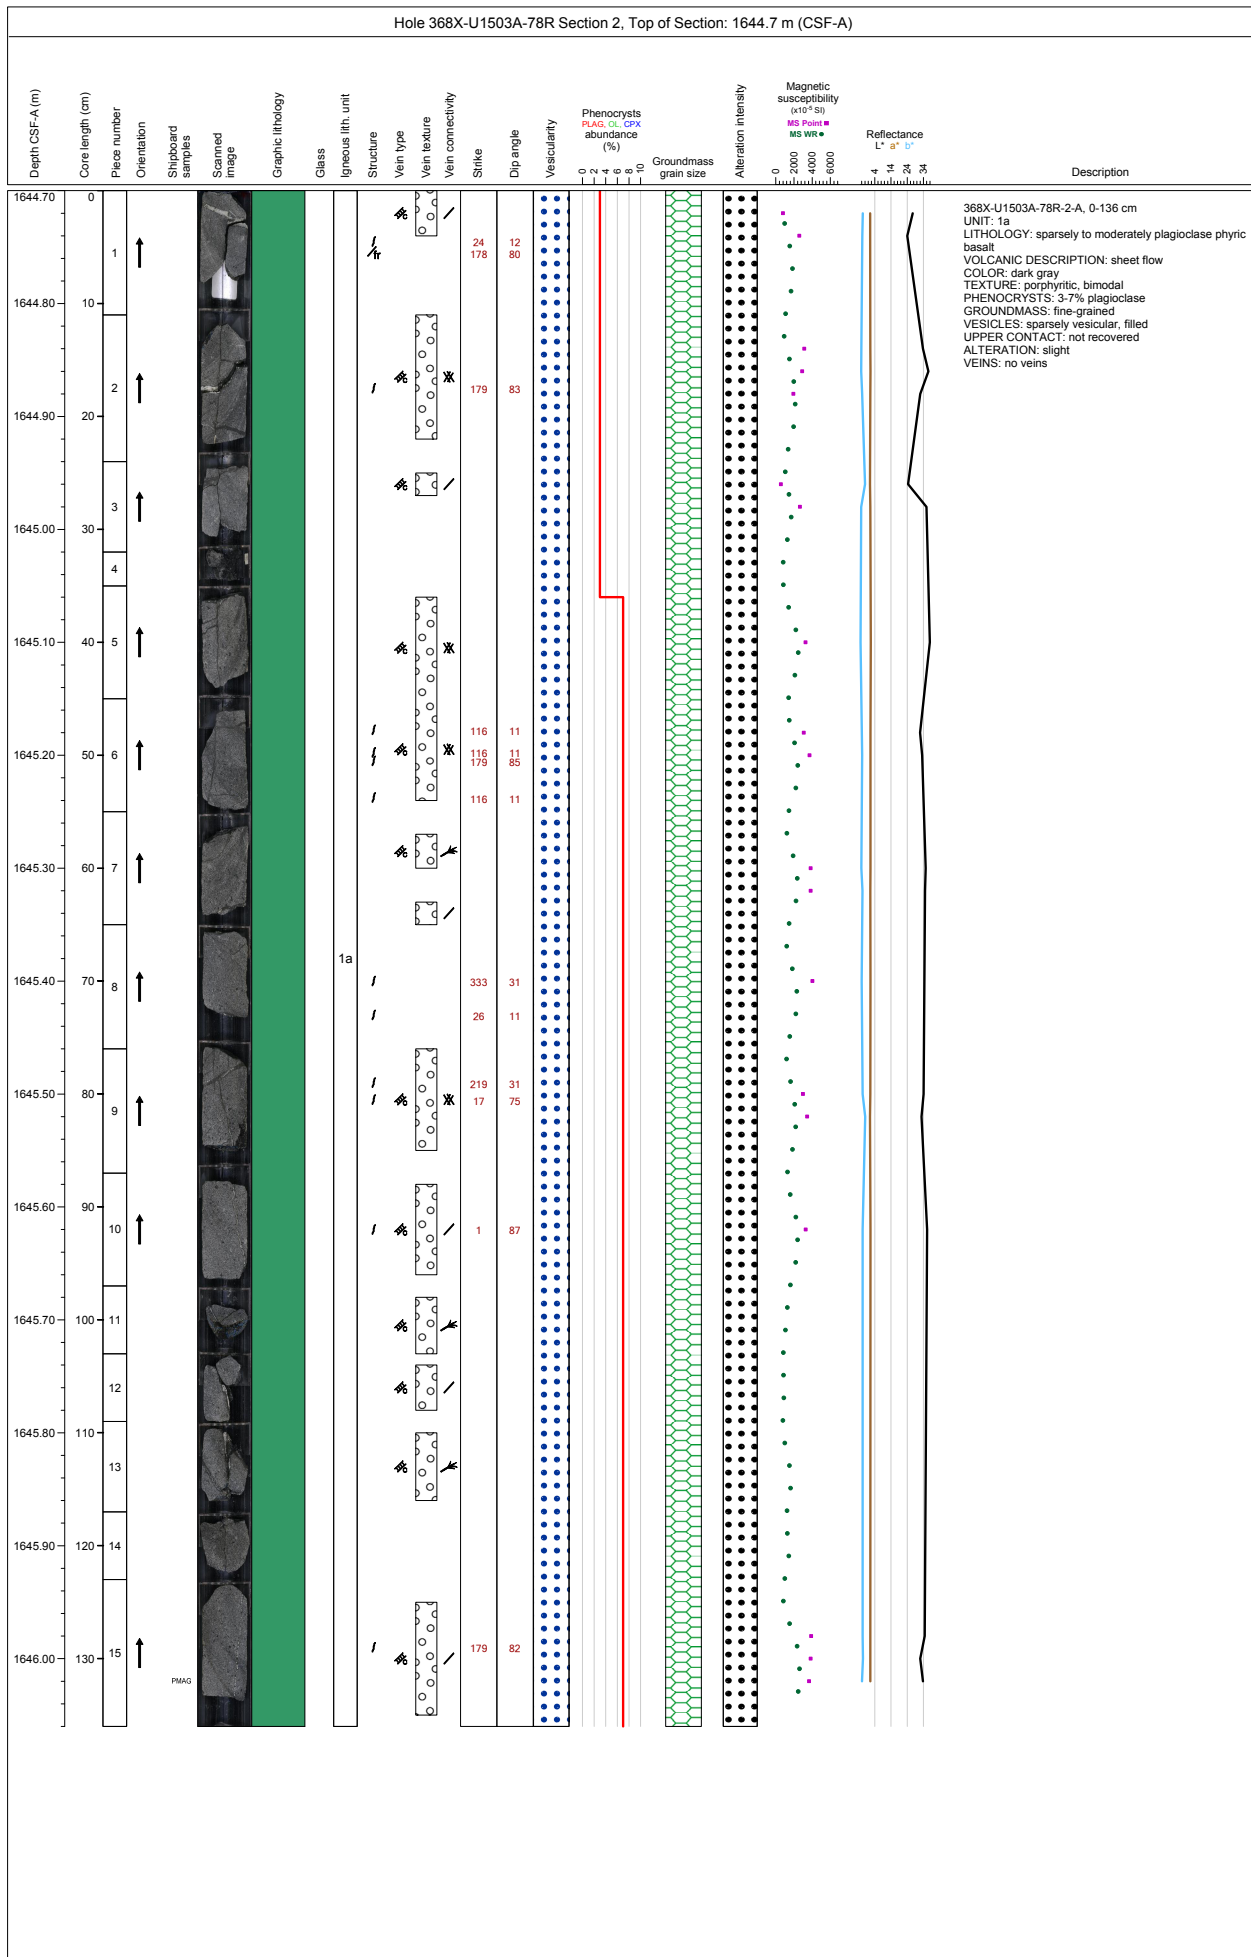 Hole 368X-U1503A-78R Section 2, Top of Section: 1644.7 m (CSF-A)
Depth CSF-A (m)
Core length (cm)
Piece number
Orientation
Shipboard
samples
Scanned
image
Graphic lithology
Glass
Igneous lith. unit
Structure
Vein type
Vein texture
Vein connectivity
Strike
Dip angle
Vesicularity
Phenocrysts
PLAG, OL, CPX
abundance
(%)
0 2 4 6 8 10
Groundmass
grain size
Alteration intensity
Magnetic
susceptibility
(x10-5 SI)
MS Point
MS WR
0 2000 4000 6000
Reflectance
L* a* b*
4 14 24 34
Description
1644.70 0
1 fr 24 12
178 80
1644.80 10
2 179 83
1644.90 20
3
1645.00 30
4
1645.10 40 5
116 11
1645.20 50 6 116 11
179 85
116 11
1645.30 60 7
1a
1645.40 70 8 333 31
26 11
219 31
1645.50 80 9 17 75
1645.60 90
10 1 87
1645.70 100 11
12
1645.80 110
13
1645.90 120 14
15 179 82
1646.00 130
PMAG
368X-U1503A-78R-2-A, 0-136 cm
UNIT: 1a
LITHOLOGY: sparsely to moderately plagioclase phyric
basalt
VOLCANIC DESCRIPTION: sheet flow
COLOR: dark gray
TEXTURE: porphyritic, bimodal
PHENOCRYSTS: 3-7% plagioclase
GROUNDMASS: fine-grained
VESICLES: sparsely vesicular, filled
UPPER CONTACT: not recovered
ALTERATION: slight
VEINS: no veins